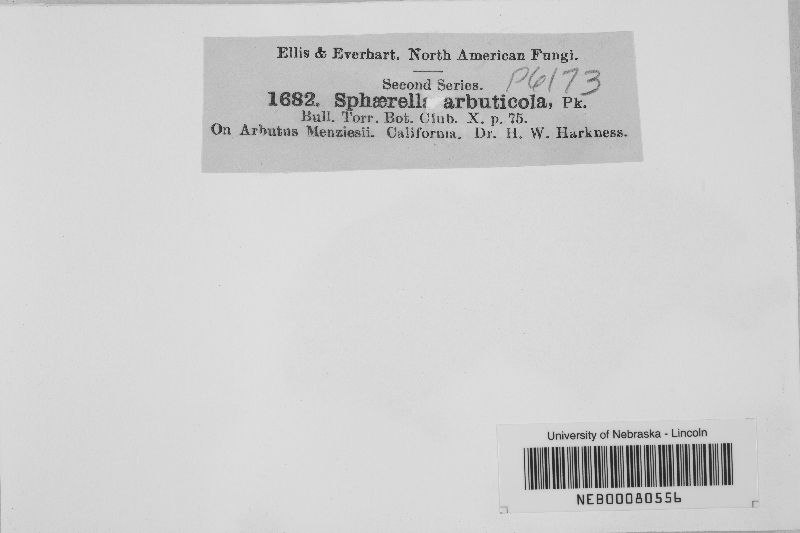 Ellis & Everhart. North American Fungi.
Second Series. P6173
1682. Sphærella arbuticola, Pk.
Bull. Torr. Bot. Club. X. p. 75.
On Arbutus Menziesii. California. Dr. H. W. Harkness.
University of Nebraska - Lincoln
NEB00080556